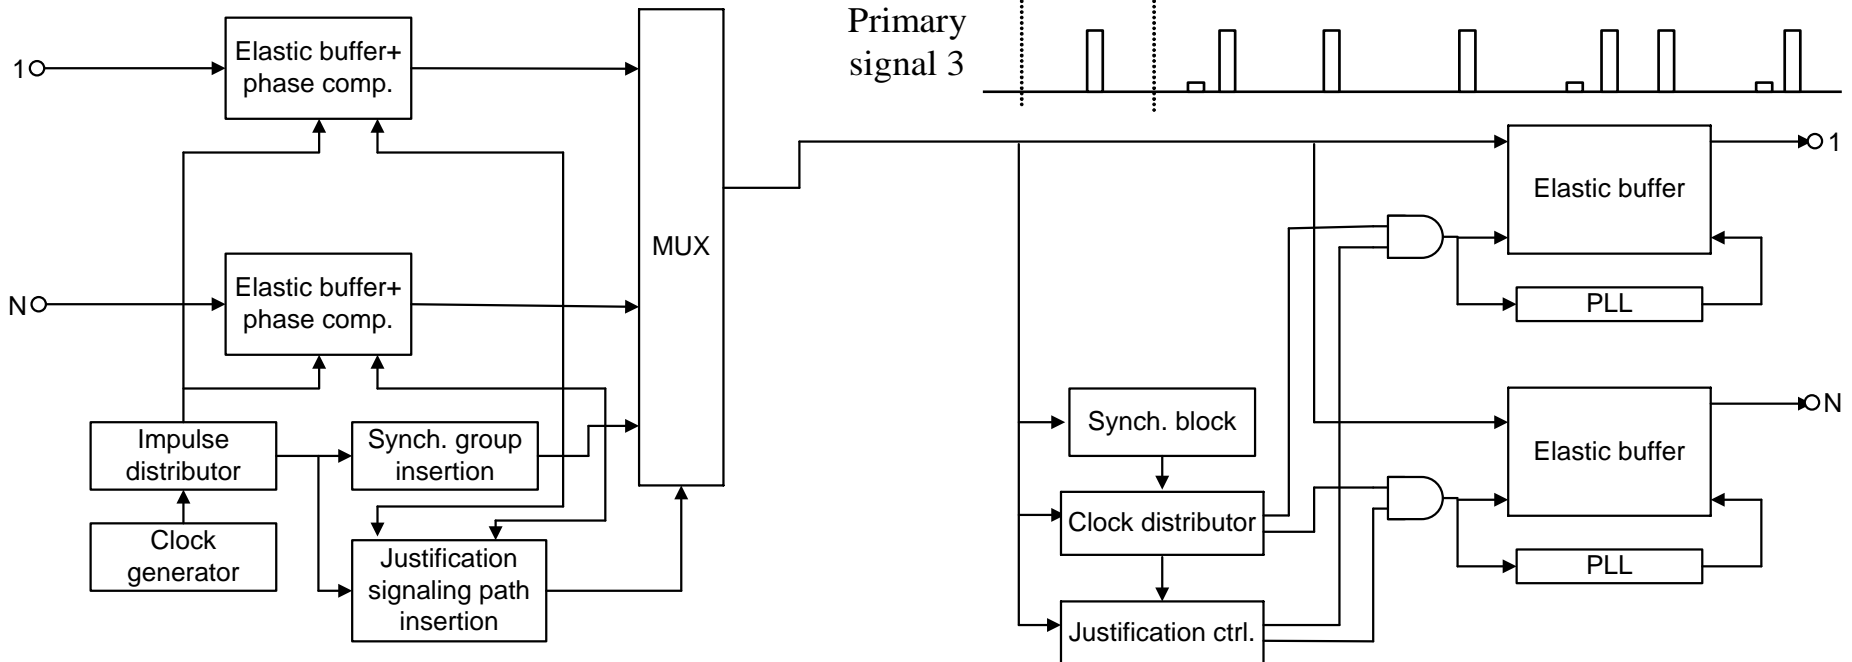 Primary
signal 3
1
Elastic buffer+
phase comp.
N
Elastic buffer+
phase comp.
MUX
Impulse
distributor
Synch. group
insertion
Clock
generator
Justification
signaling path
insertion
Elastic buffer
1
PLL
Synch. block
Clock distributor
Justification ctrl.
Elastic buffer
N
PLL